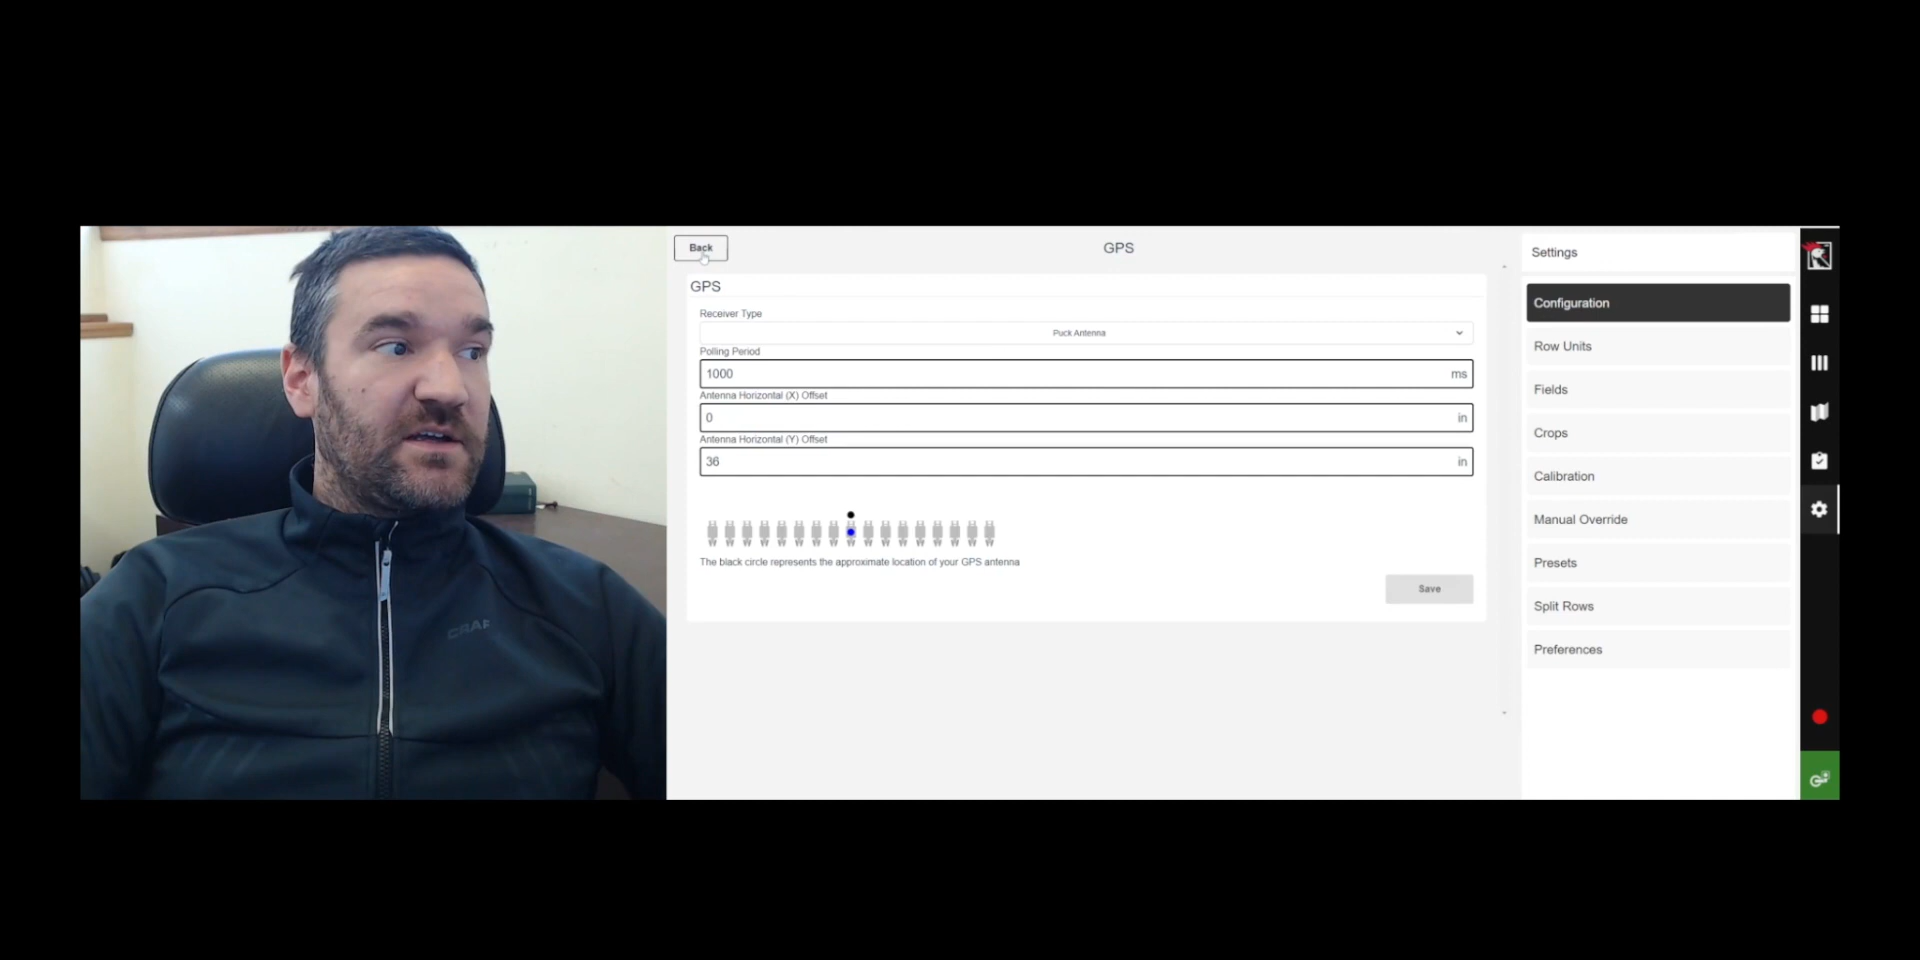 Back
GPS
GPS
Receiver Type
Puck Antenna
Polling Period
1000 ms
Antenna Horizontal (X) Offset
0 in
Antenna Horizontal (Y) Offset
36 in
The black circle represents the approximate location of your GPS antenna
Save
Settings
Configuration
Row Units
Fields
Crops
Calibration
Manual Override
Presets
Split Rows
Preferences
CRAF